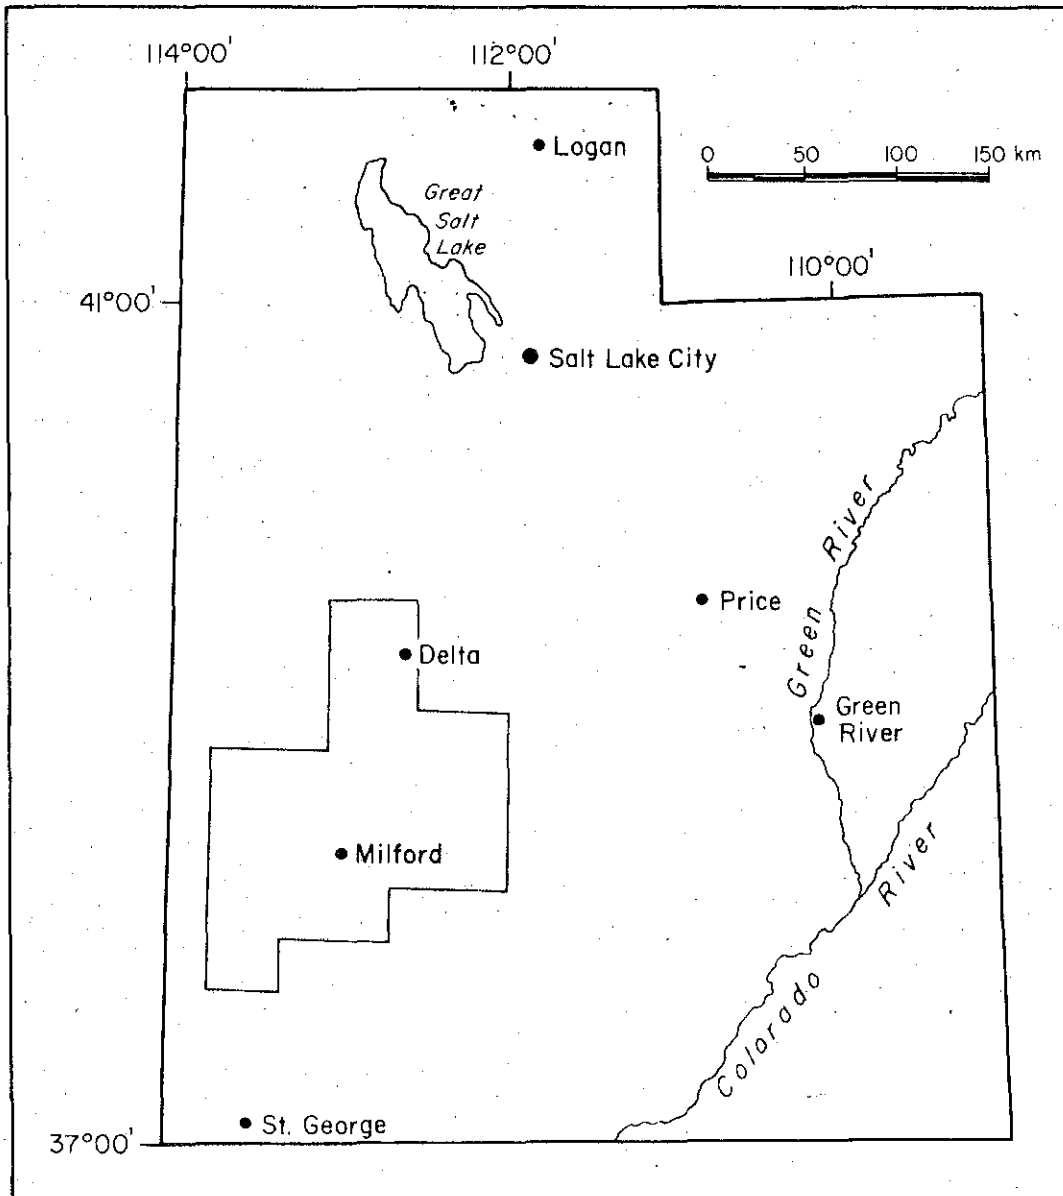 114°00'
112°00'
Logan
0 50 100 150 km
Great
Salt
Lake
110°00'
41°00'
Salt Lake City
Green River
Price
Delta
Green
River
Milford
Colorado River
St. George
37°00'